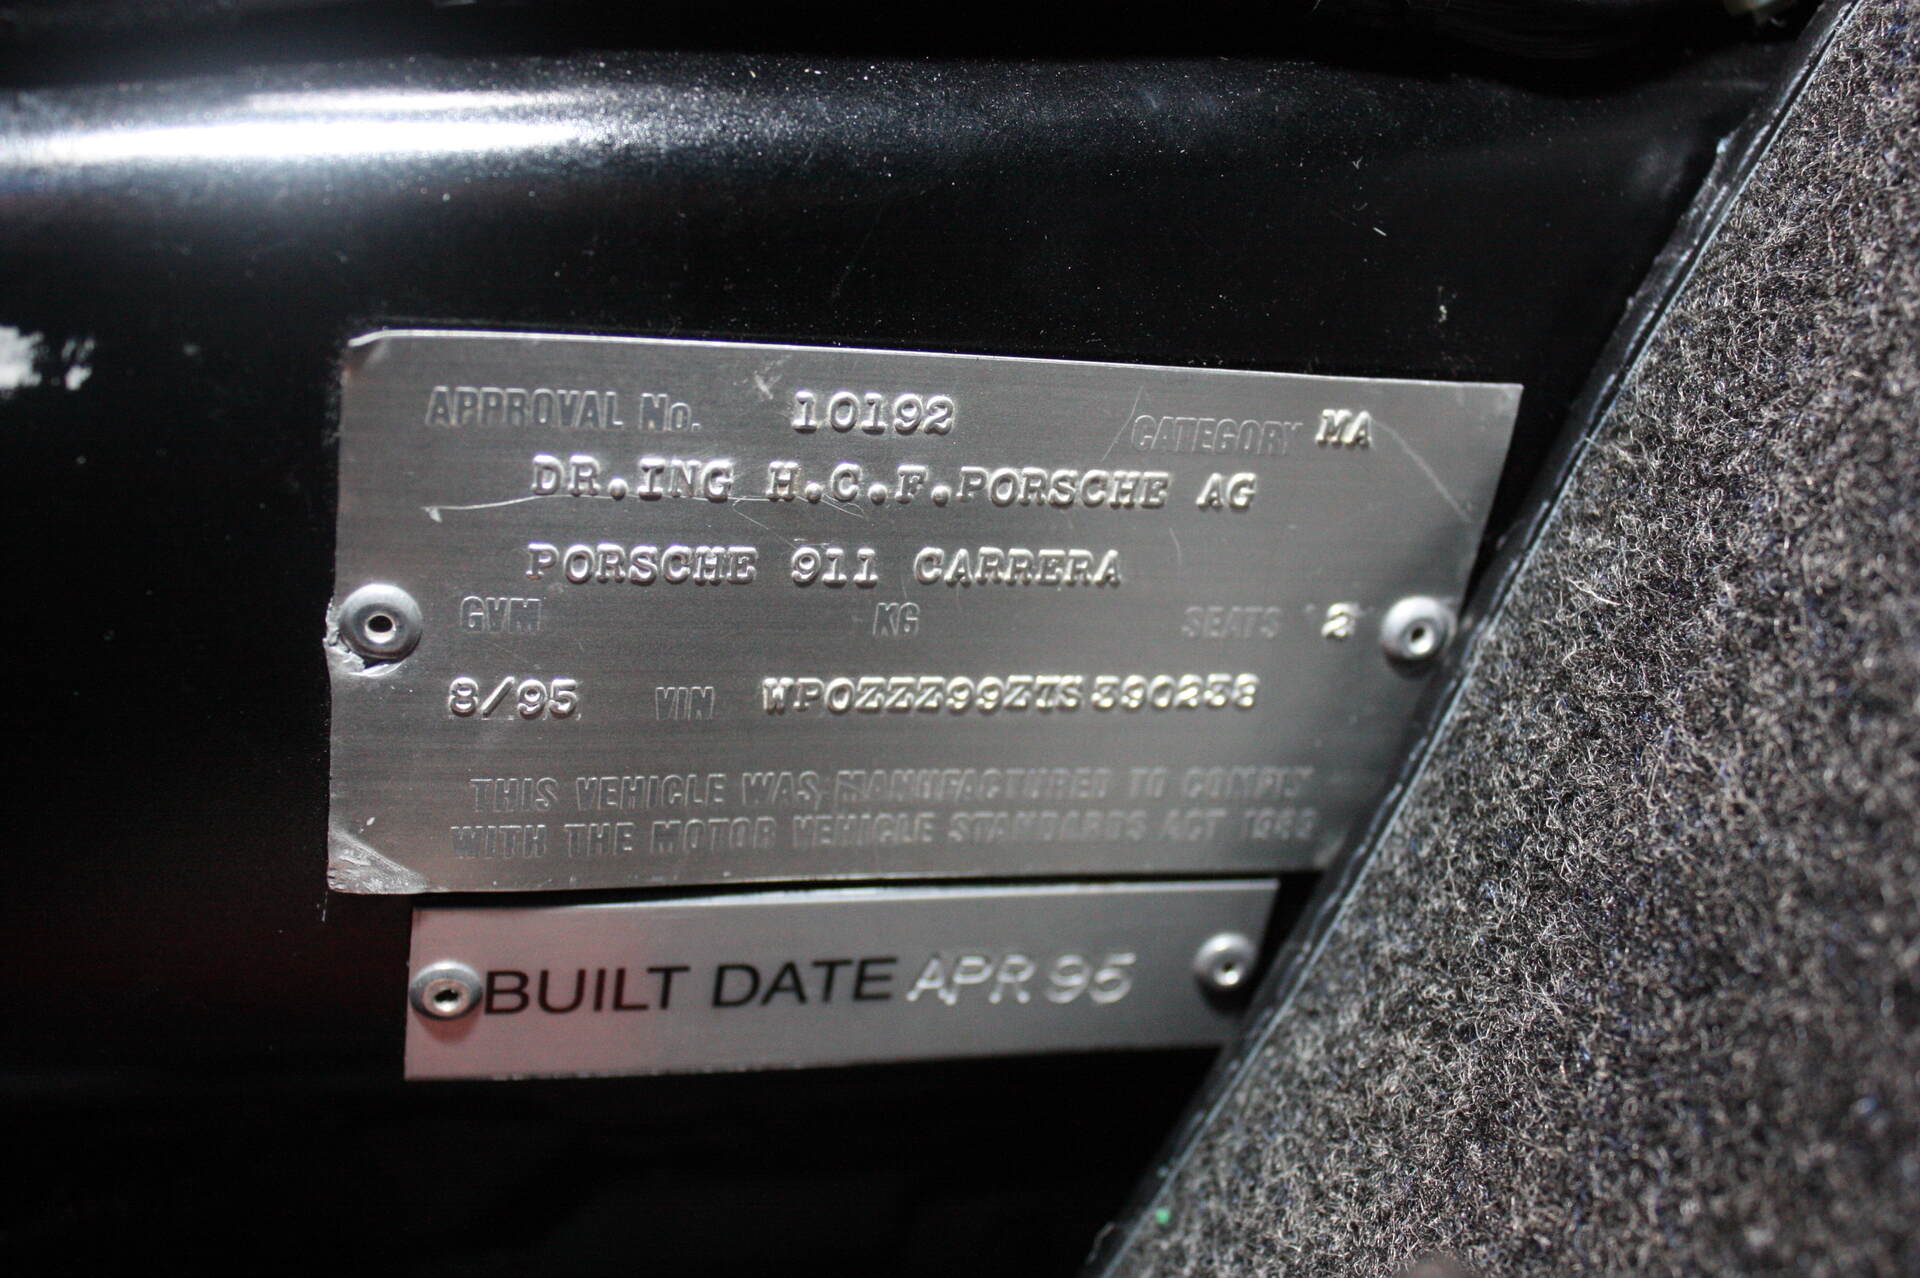 APPROVAL No. 10192 CATEGORY MA
DR.ING H.C.F.PORSCHE AG
PORSCHE 911 CARRERA
GVM KG SEATS 2
8/95 VIN WP0ZZZ99ZTS390238
THIS VEHICLE WAS MANUFACTURED TO COMPLY
WITH THE MOTOR VEHICLE STANDARDS ACT 1989
BUILT DATE APR 95